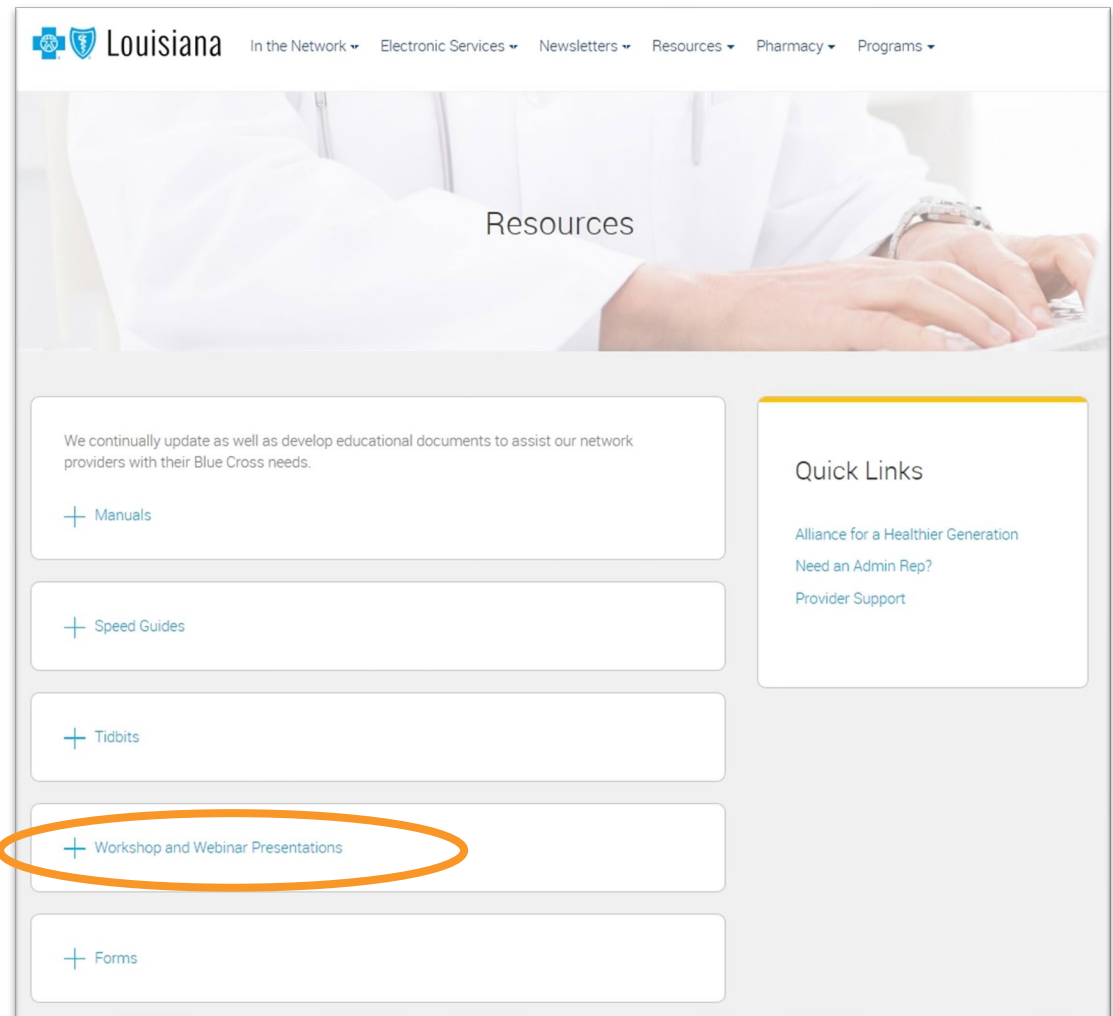 Louisiana
In the Network
Electronic Services
Newsletters
Resources
Pharmacy
Programs
Resources
We continually update as well as develop educational documents to assist our network
providers with their Blue Cross needs.
Manuals
Speed Guides
Tidbits
Workshop and Webinar Presentations
Forms
Quick Links
Alliance for a Healthier Generation
Need an Admin Rep?
Provider Support